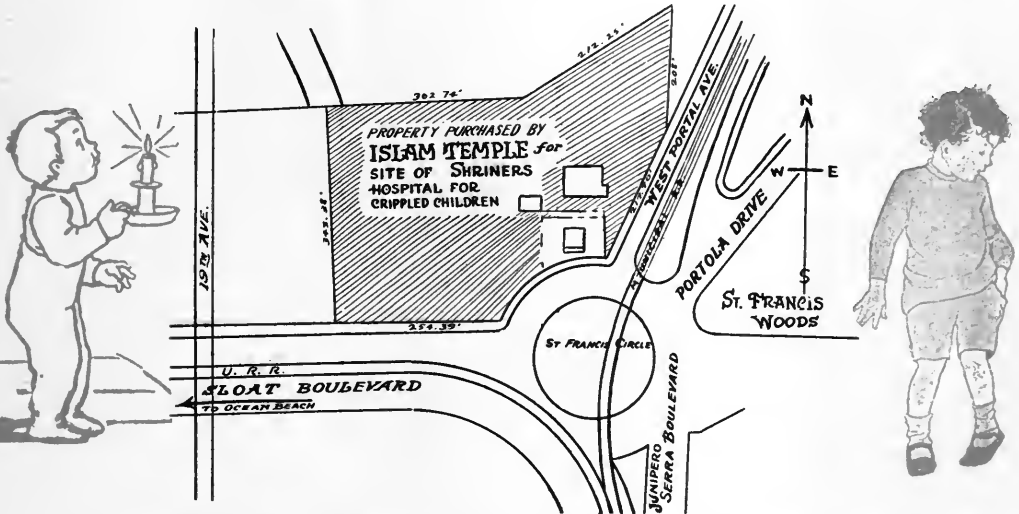 212.25'
362 74'
208'
PROPERTY PURCHASED BY
ISLAM TEMPLE for
SITE OF SHRINERS
HOSPITAL FOR
CRIPPLED CHILDREN
WEST PORTAL AVE.
MUNICIPAL R.R.
N
W E
S
19TH AVE.
PORTOLA DRIVE
ST. FRANCIS
WOODS
254.39'
ST FRANCIS CIRCLE
U. R. R.
SLOAT BOULEVARD
TO OCEAN BEACH
JUNIPERO
SERRA BOULEVARD